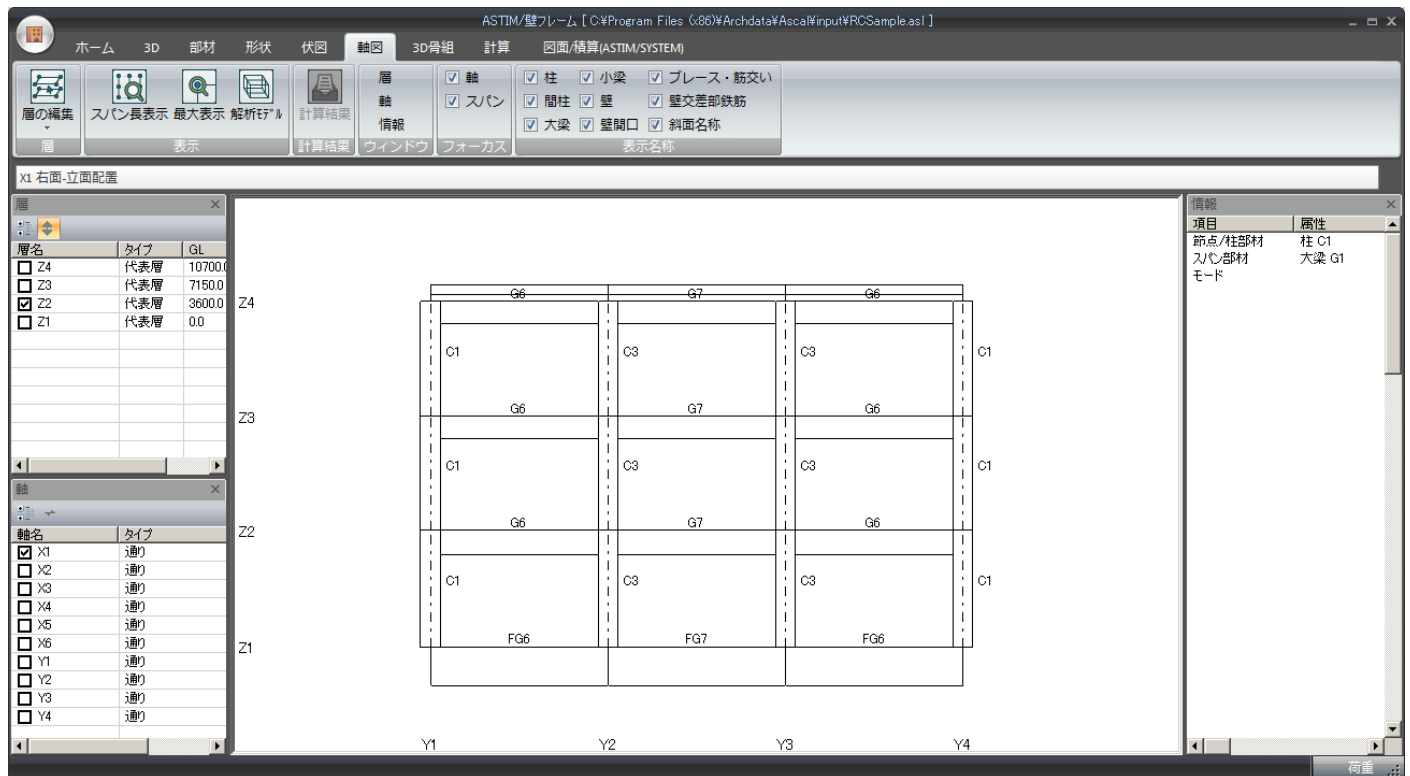 ASTIM/壁フレーム [ C:¥Program Files (x86)¥Archdata¥Ascal¥input¥RCSample.asl ]
ホーム 3D 部材 形状 伏図 軸図 3D骨組 計算 図面/積算(ASTIM/SYSTEM)
層 軸 柱 小梁 ブレース・筋交い
層の編集 スパン長表示 最大表示 解析ﾓﾃﾞﾙ 計算結果 軸 スパン 間柱 壁 壁交差部鉄筋
情報 大梁 壁開口 斜面名称
層 表示 計算結果 ウィンドウ フォーカス 表示名称
X1 右面-立面配置
層
層名 タイプ GL
Z4 代表層 10700.0
Z3 代表層 7150.0
Z2 代表層 3600.0
Z1 代表層 0.0
軸
軸名 タイプ
X1 通り
X2 通り
X3 通り
X4 通り
X5 通り
X6 通り
Y1 通り
Y2 通り
Y3 通り
Y4 通り
G6 G7 G6
Z4
C1 C3 C3 C1
G6 G7 G6
Z3
C1 C3 C3 C1
G6 G7 G6
Z2
C1 C3 C3 C1
FG6 FG7 FG6
Z1
Y1 Y2 Y3 Y4
情報
項目 属性
節点/柱部材 柱 C1
スパン部材 大梁 G1
モード
荷重